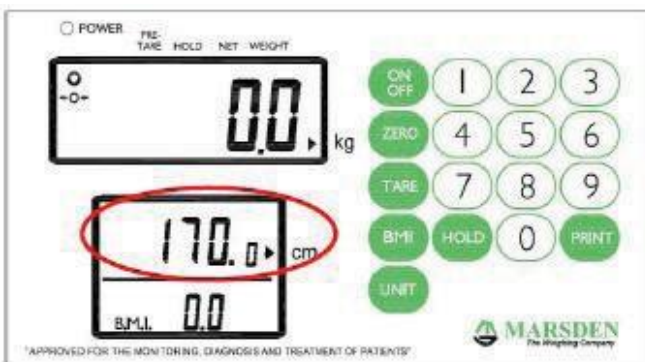 POWER
PRE-
TARE HOLD NET WEIGHT
0.0 kg
170.0 cm
B.M.I. 0.0
ON
OFF
1 2 3
ZERO 4 5 6
TARE 7 8 9
BMI HOLD 0 PRINT
UNIT
MARSDEN
The Weighing Company
"APPROVED FOR THE MONITORING, DIAGNOSIS AND TREATMENT OF PATIENTS"